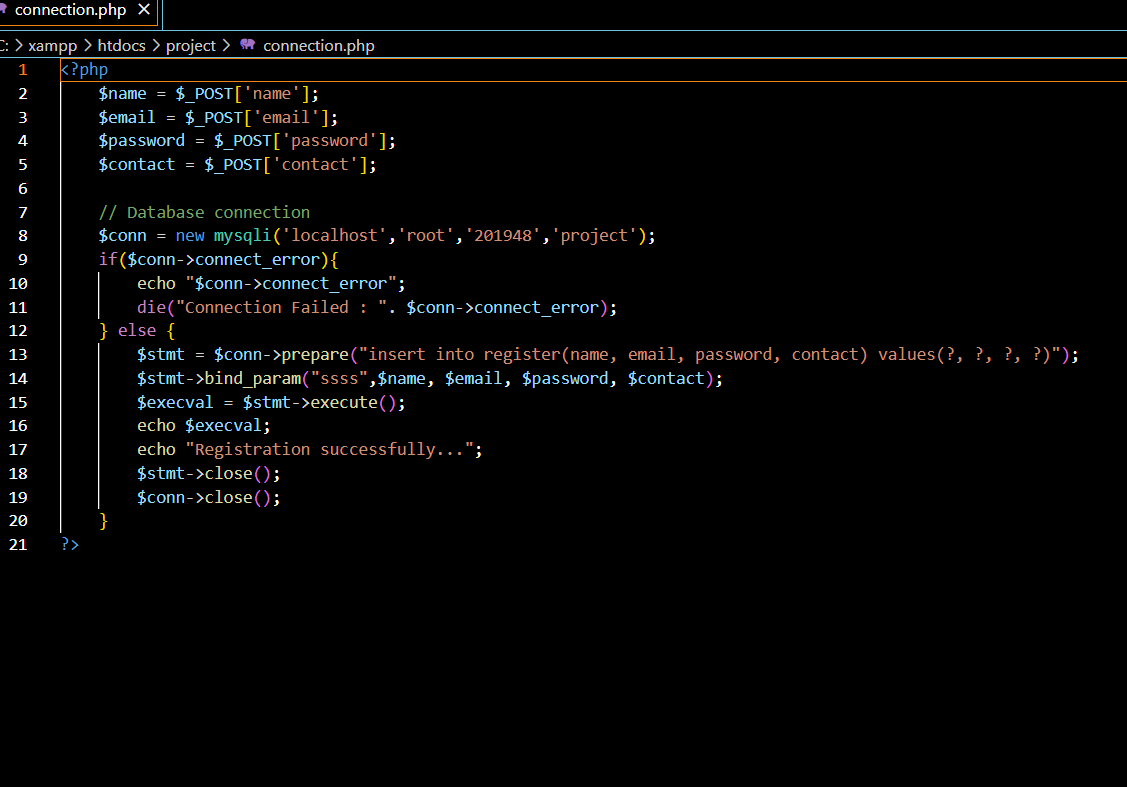 connection.php
C: > xampp > htdocs > project > connection.php
1 <?php
2 $name = $_POST['name'];
3 $email = $_POST['email'];
4 $password = $_POST['password'];
5 $contact = $_POST['contact'];
6
7 // Database connection
8 $conn = new mysqli('localhost','root','201948','project');
9 if($conn->connect_error){
10 echo "$conn->connect_error";
11 die("Connection Failed : ". $conn->connect_error);
12 } else {
13 $stmt = $conn->prepare("insert into register(name, email, password, contact) values(?, ?, ?, ?)");
14 $stmt->bind_param("ssss",$name, $email, $password, $contact);
15 $execval = $stmt->execute();
16 echo $execval;
17 echo "Registration successfully...";
18 $stmt->close();
19 $conn->close();
20 }
21 ?>